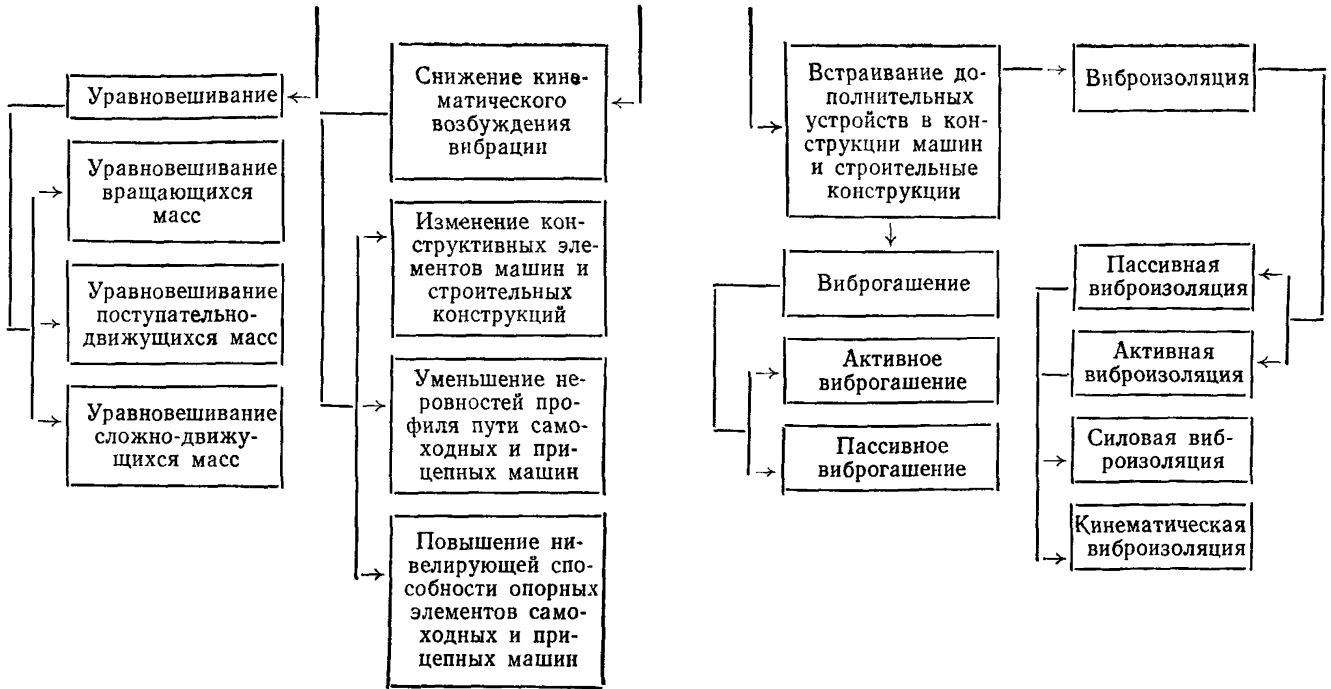 Уравновешивание
Уравновешивание
вращающихся
масс
Уравновешивание
поступательно-
движущихся масс
Уравновешивание
сложно-движу-
щихся масс
Снижение кине-
матического
возбуждения
вибрации
Изменение кон-
структивных эле-
ментов машин и
строительных
конструкций
Уменьшение не-
ровностей про-
филя пути само-
ходных и при-
цепных машин
Повышение ни-
велирующей спо-
собности опорных
элементов само-
ходных и при-
цепных машин
Встраивание до-
полнительных
устройств в кон-
струкции машин
и строительные
конструкции
Виброгашение
Активное
виброгашение
Пассивное
виброгашение
Виброизоляция
Пассивная
виброизоляция
Активная
виброизоляция
Силовая виб-
роизоляция
Кинематическая
виброизоляция